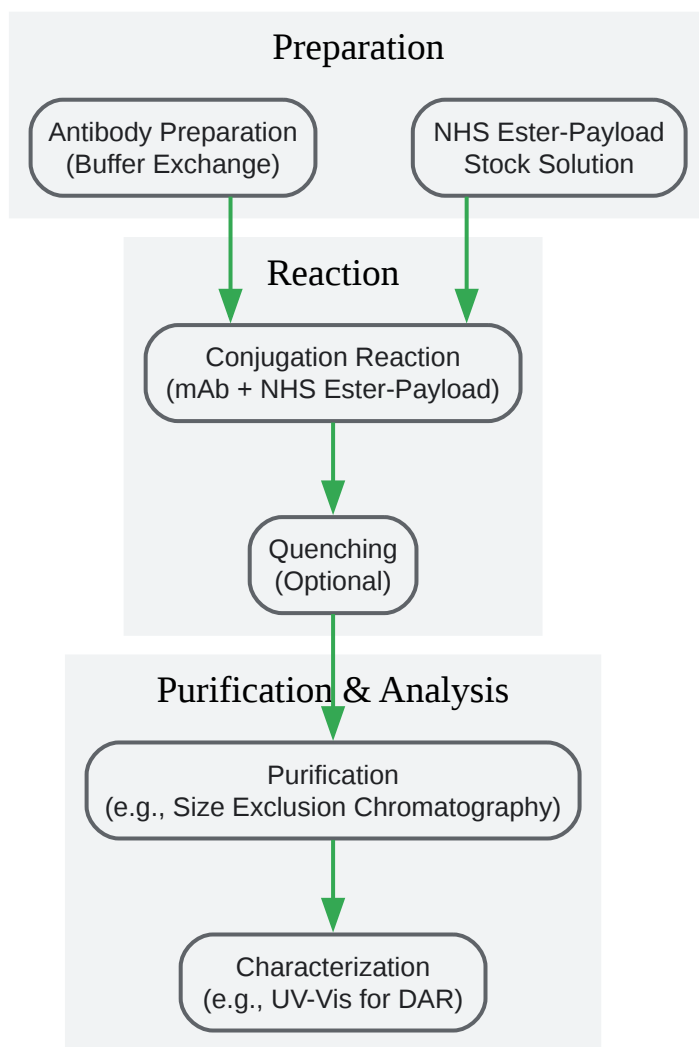 Preparation
Antibody Preparation
(Buffer Exchange)
NHS Ester-Payload
Stock Solution
Reaction
Conjugation Reaction
(mAb + NHS Ester-Payload)
Quenching
(Optional)
Purification & Analysis
Purification
(e.g., Size Exclusion Chromatography)
Characterization
(e.g., UV-Vis for DAR)